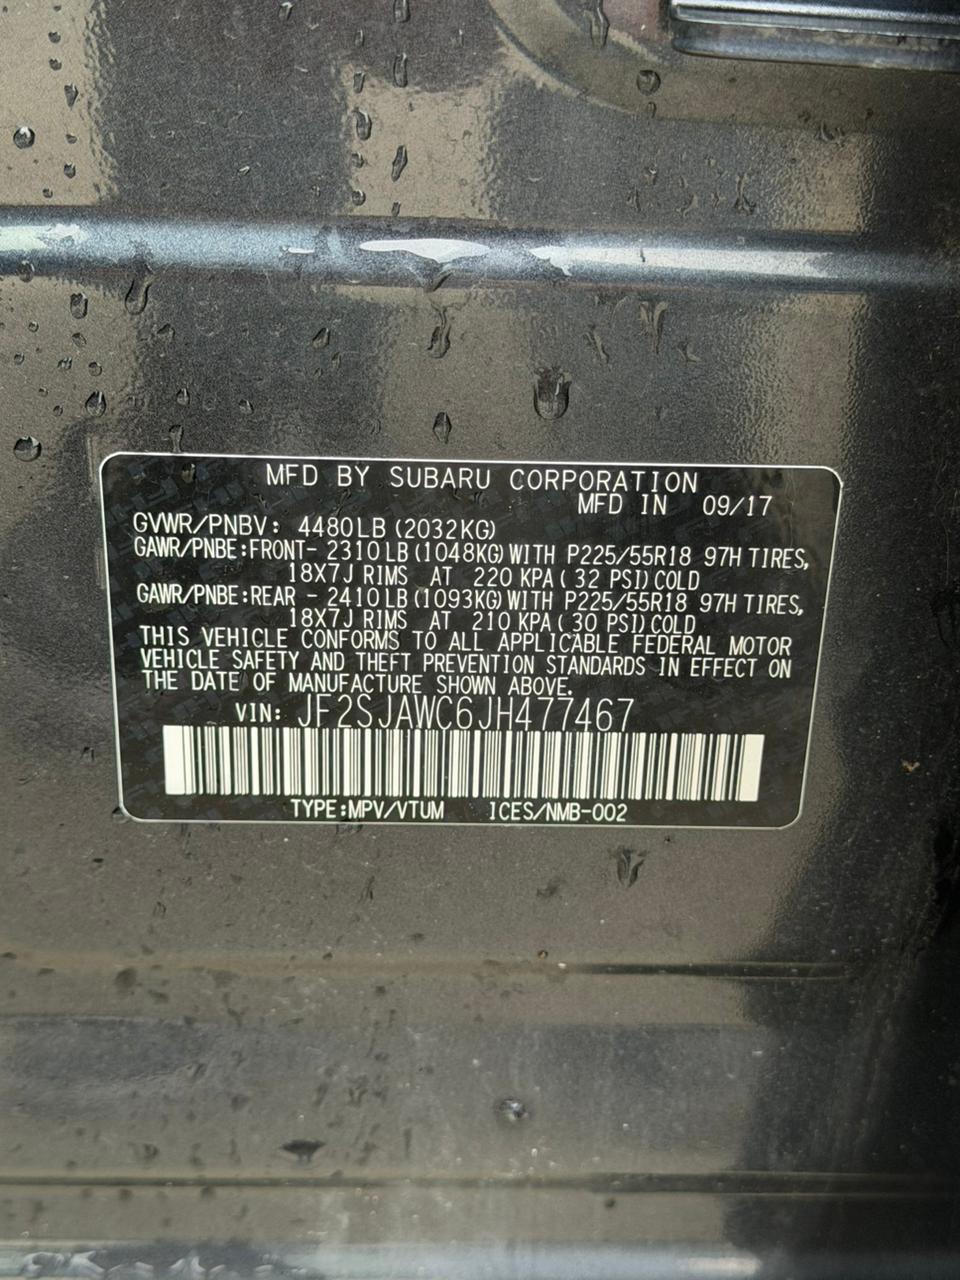 MFD BY SUBARU CORPORATION
MFD IN 09/17
GVWR/PNBV: 4480LB (2032KG)
GAWR/PNBE:FRONT- 2310LB (1048KG) WITH P225/55R18 97H TIRES,
18X7J RIMS AT 220 KPA ( 32 PSI) COLD
GAWR/PNBE:REAR - 2410LB (1093KG) WITH P225/55R18 97H TIRES,
18X7J RIMS AT 210 KPA ( 30 PSI) COLD
THIS VEHICLE CONFORMS TO ALL APPLICABLE FEDERAL MOTOR
VEHICLE SAFETY AND THEFT PREVENTION STANDARDS IN EFFECT ON
THE DATE OF MANUFACTURE SHOWN ABOVE.
VIN: JF2SJAWC6JH477467
TYPE:MPV/VTUM ICES/NMB-002